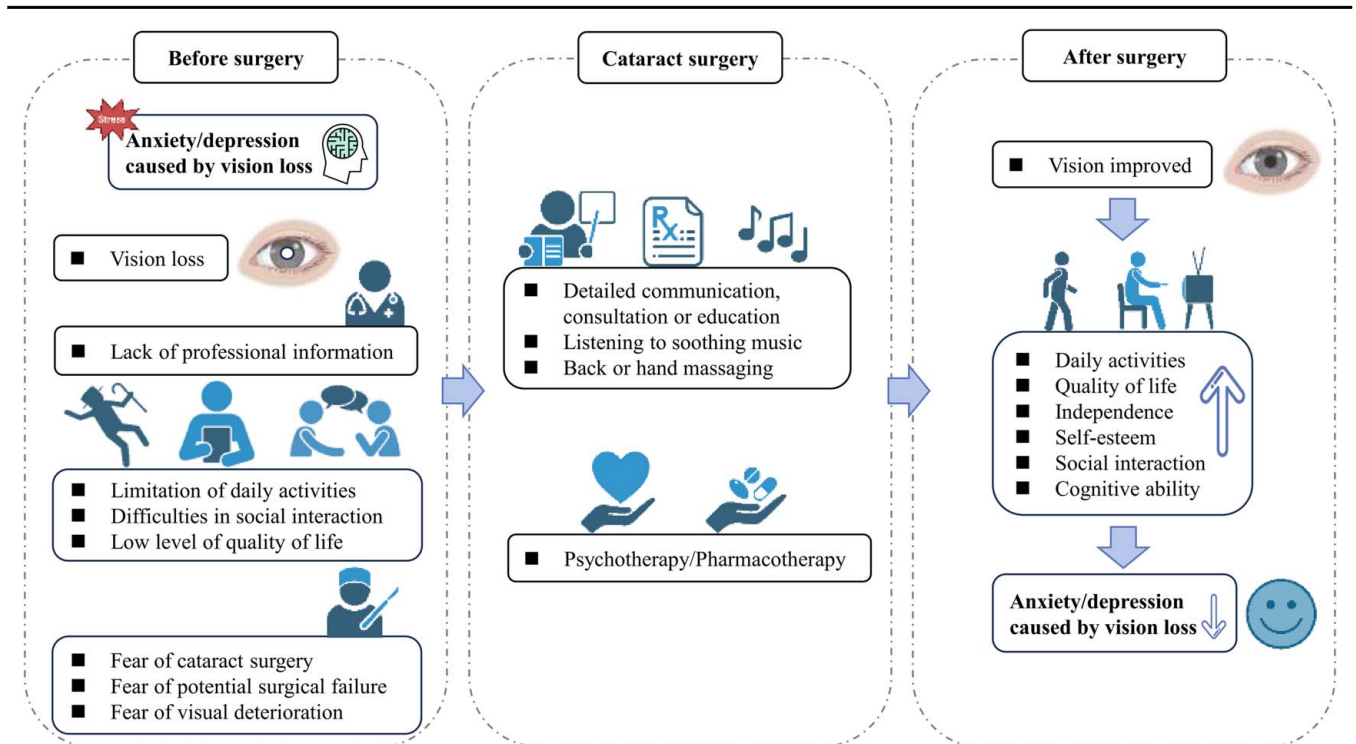 Before surgery
Stress
Anxiety/depression
caused by vision loss
■ Vision loss
■ Lack of professional information
■ Limitation of daily activities
■ Difficulties in social interaction
■ Low level of quality of life
■ Fear of cataract surgery
■ Fear of potential surgical failure
■ Fear of visual deterioration
Cataract surgery
Rx
■ Detailed communication,
consultation or education
■ Listening to soothing music
■ Back or hand massaging
■ Psychotherapy/Pharmacotherapy
After surgery
■ Vision improved
■ Daily activities
■ Quality of life
■ Independence
■ Self-esteem
■ Social interaction
■ Cognitive ability
Anxiety/depression
caused by vision loss